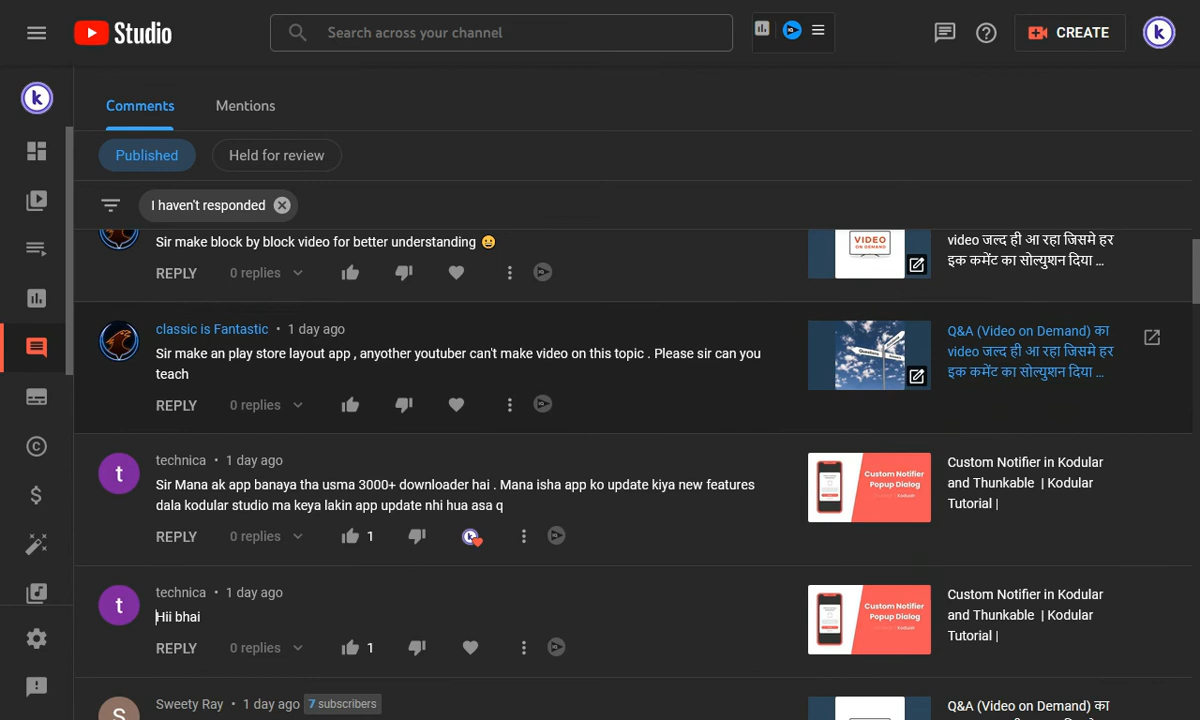 Studio
Search across your channel
CREATE
Comments
Mentions
Published
Held for review
I haven't responded
Sir make block by block video for better understanding 😀
REPLY
0 replies
VIDEO
ON DEMAND
video जल्द ही आ रहा जिसमे हर
इक कमेंट का सोल्युशन दिया ...
classic is Fantastic • 1 day ago
Sir make an play store layout app , anyother youtuber can't make video on this topic . Please sir can you
teach
REPLY
0 replies
Q&A (Video on Demand) का
video जल्द ही आ रहा जिसमे हर
इक कमेंट का सोल्युशन दिया ...
technica • 1 day ago
Sir Mana ak app banaya tha usma 3000+ downloader hai . Mana isha app ko update kiya new features
dala kodular studio ma keya lakin app update nhi hua asa q
REPLY
0 replies
1
Custom Notifier
Popup Dialog
Custom Notifier in Kodular
and Thunkable | Kodular
Tutorial |
technica • 1 day ago
Hii bhai
REPLY
0 replies
1
Custom Notifier
Popup Dialog
Custom Notifier in Kodular
and Thunkable | Kodular
Tutorial |
Sweety Ray • 1 day ago 7 subscribers
Q&A (Video on Demand) का